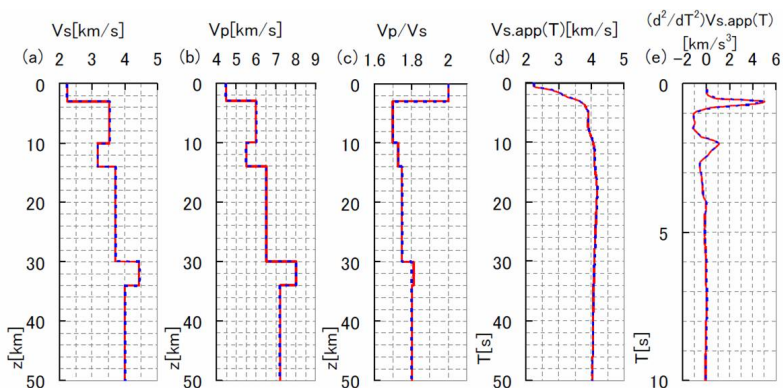 (d²/dT²)Vs.app(T)
Vs[km/s] Vp[km/s] Vp/Vs Vs.app(T)[km/s] [km/s³]
(a) 2 3 4 5 (b) 4 5 6 7 8 9 (c) 1.6 1.8 2 (d) 2 3 4 5 (e) -2 0 2 4 6
0 0 0 0 0
10 10 10 10
20 20 20 20
5
30 30 30 30
40 40 40 40
50 50 50 50 10
z[km] z[km] z[km] T[s] T[s]